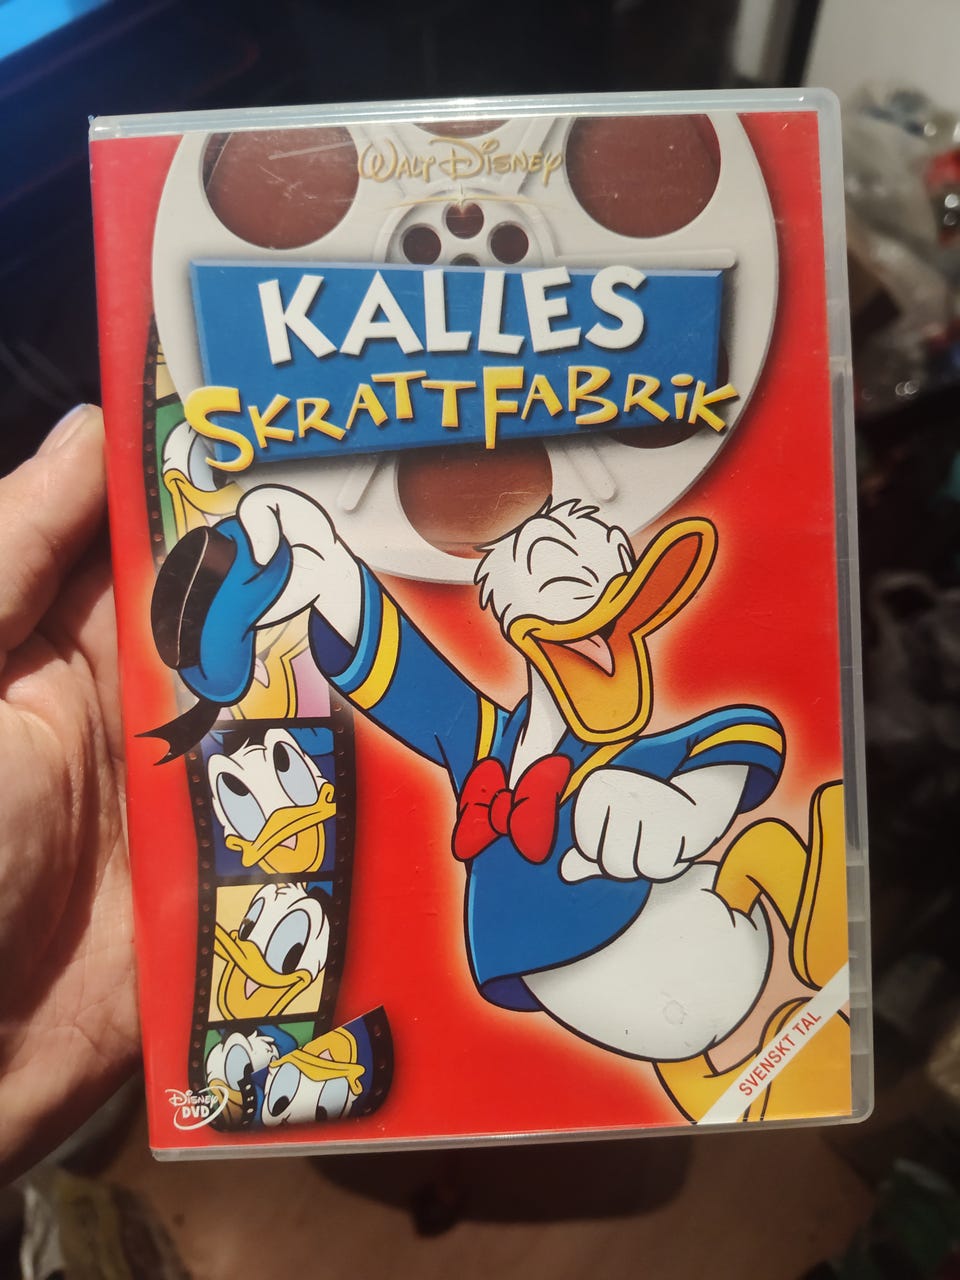 WALT DISNEY
KALLES
SKRATTFABRIK
SVENSKT TAL
DISNEY
DVD